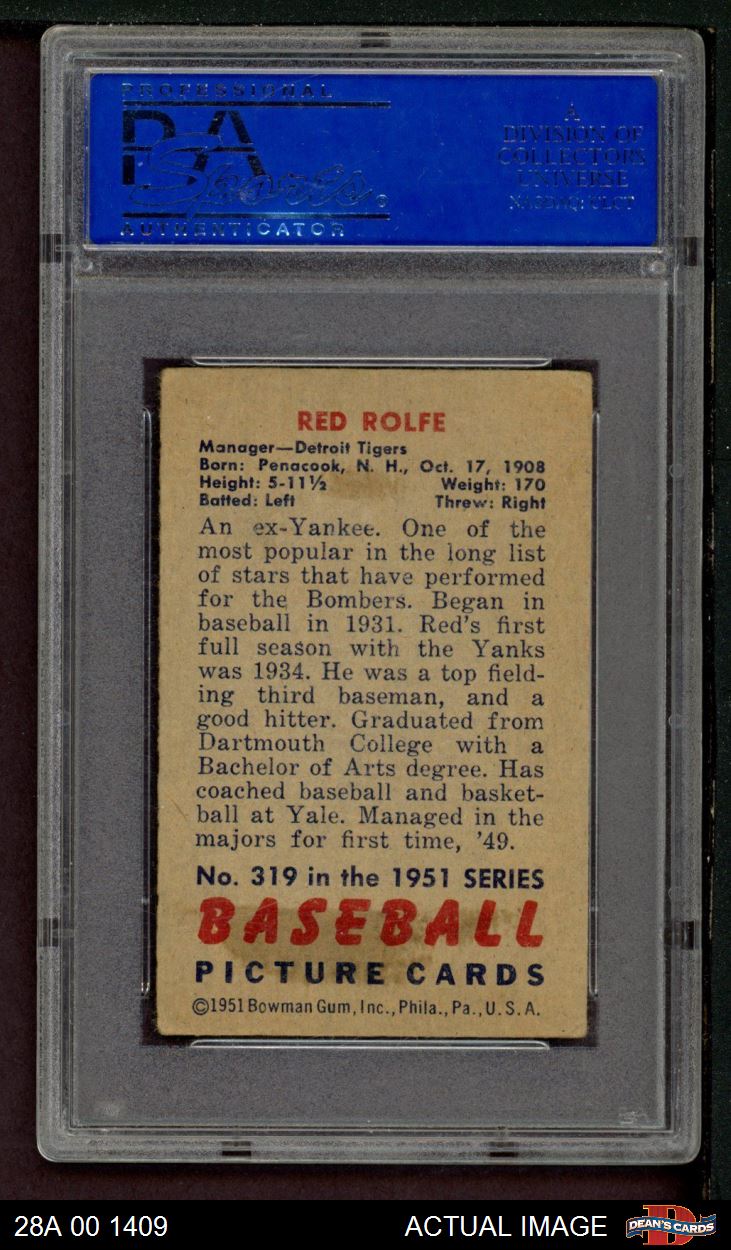 PROFESSIONAL
PSA
Sports
AUTHENTICATOR
A
DIVISION OF
COLLECTORS
UNIVERSE
NASDAQ: CLCT
RED ROLFE
Manager—Detroit Tigers
Born: Penacook, N. H., Oct. 17, 1908
Height: 5-11½ Weight: 170
Batted: Left Threw: Right
An ex-Yankee. One of the
most popular in the long list
of stars that have performed
for the Bombers. Began in
baseball in 1931. Red's first
full season with the Yanks
was 1934. He was a top field-
ing third baseman, and a
good hitter. Graduated from
Dartmouth College with a
Bachelor of Arts degree. Has
coached baseball and basket-
ball at Yale. Managed in the
majors for first time, '49.
No. 319 in the 1951 SERIES
BASEBALL
PICTURE CARDS
©1951 Bowman Gum, Inc., Phila., Pa., U. S. A.
28A 00 1409 ACTUAL IMAGE
DEAN'S CARDS